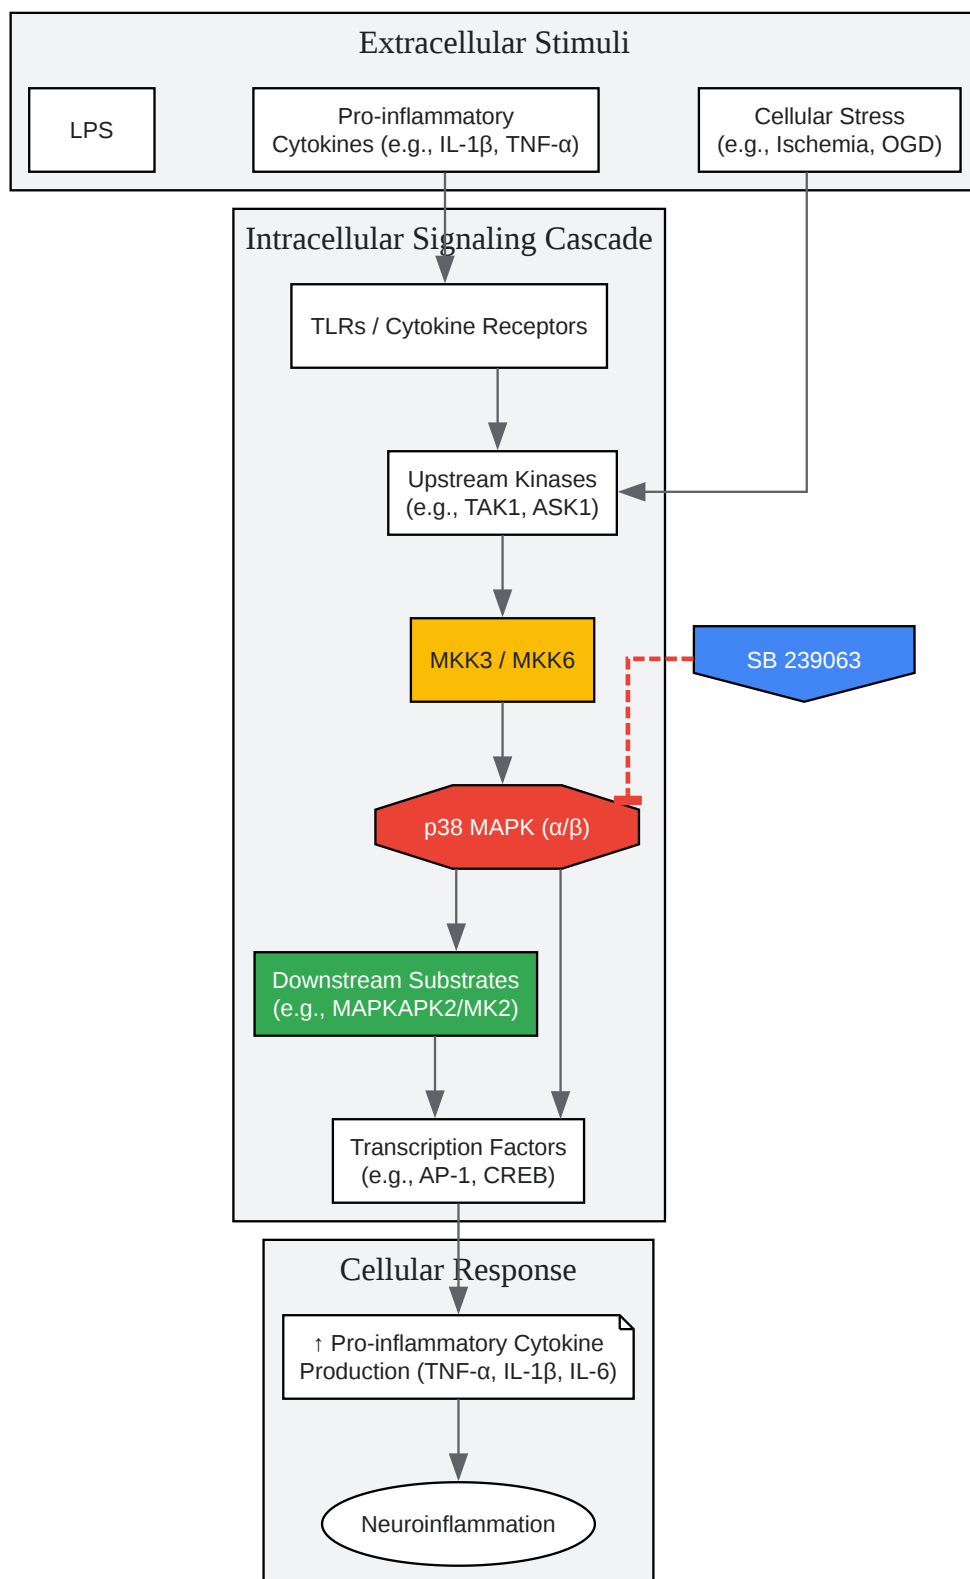 Extracellular Stimuli
LPS
Pro-inflammatory
Cytokines (e.g., IL-1β, TNF-α)
Cellular Stress
(e.g., Ischemia, OGD)
Intracellular Signaling Cascade
TLRs / Cytokine Receptors
Upstream Kinases
(e.g., TAK1, ASK1)
MKK3 / MKK6
SB 239063
p38 MAPK (α/β)
Downstream Substrates
(e.g., MAPKAPK2/MK2)
Transcription Factors
(e.g., AP-1, CREB)
Cellular Response
↑ Pro-inflammatory Cytokine
Production (TNF-α, IL-1β, IL-6)
Neuroinflammation